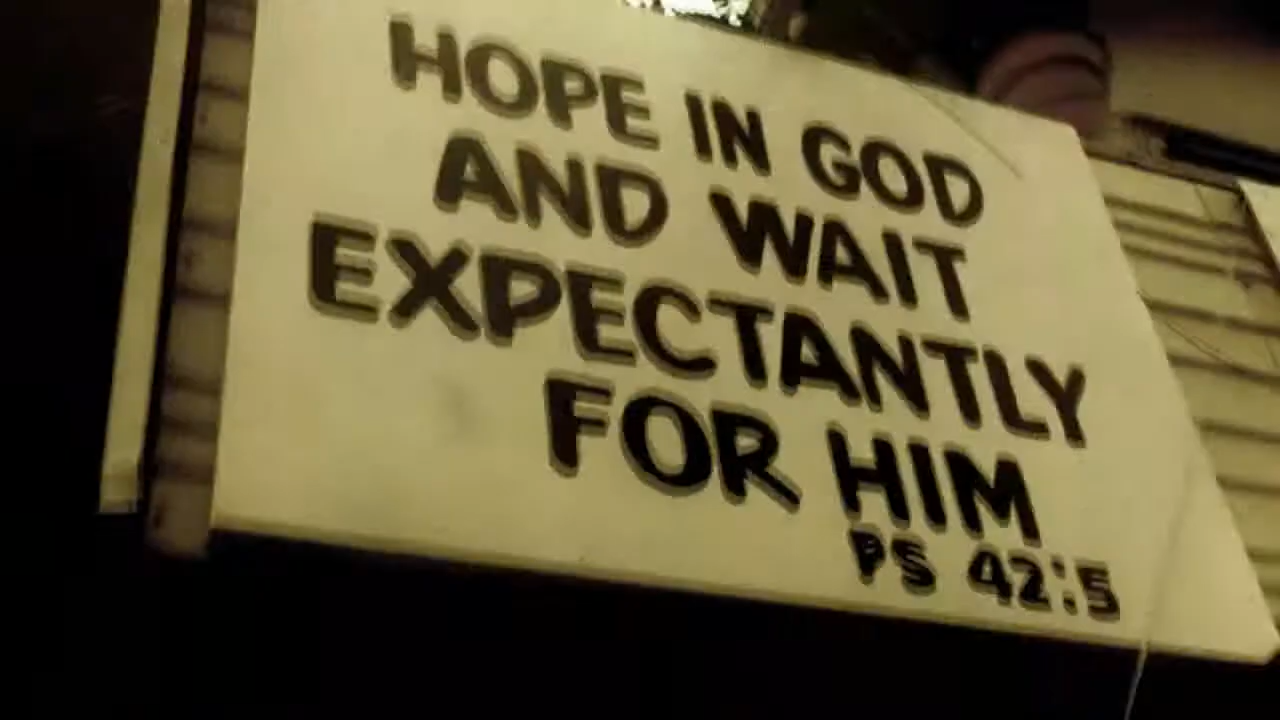 HOPE IN GOD
AND WAIT
EXPECTANTLY
FOR HIM
PS 42:5